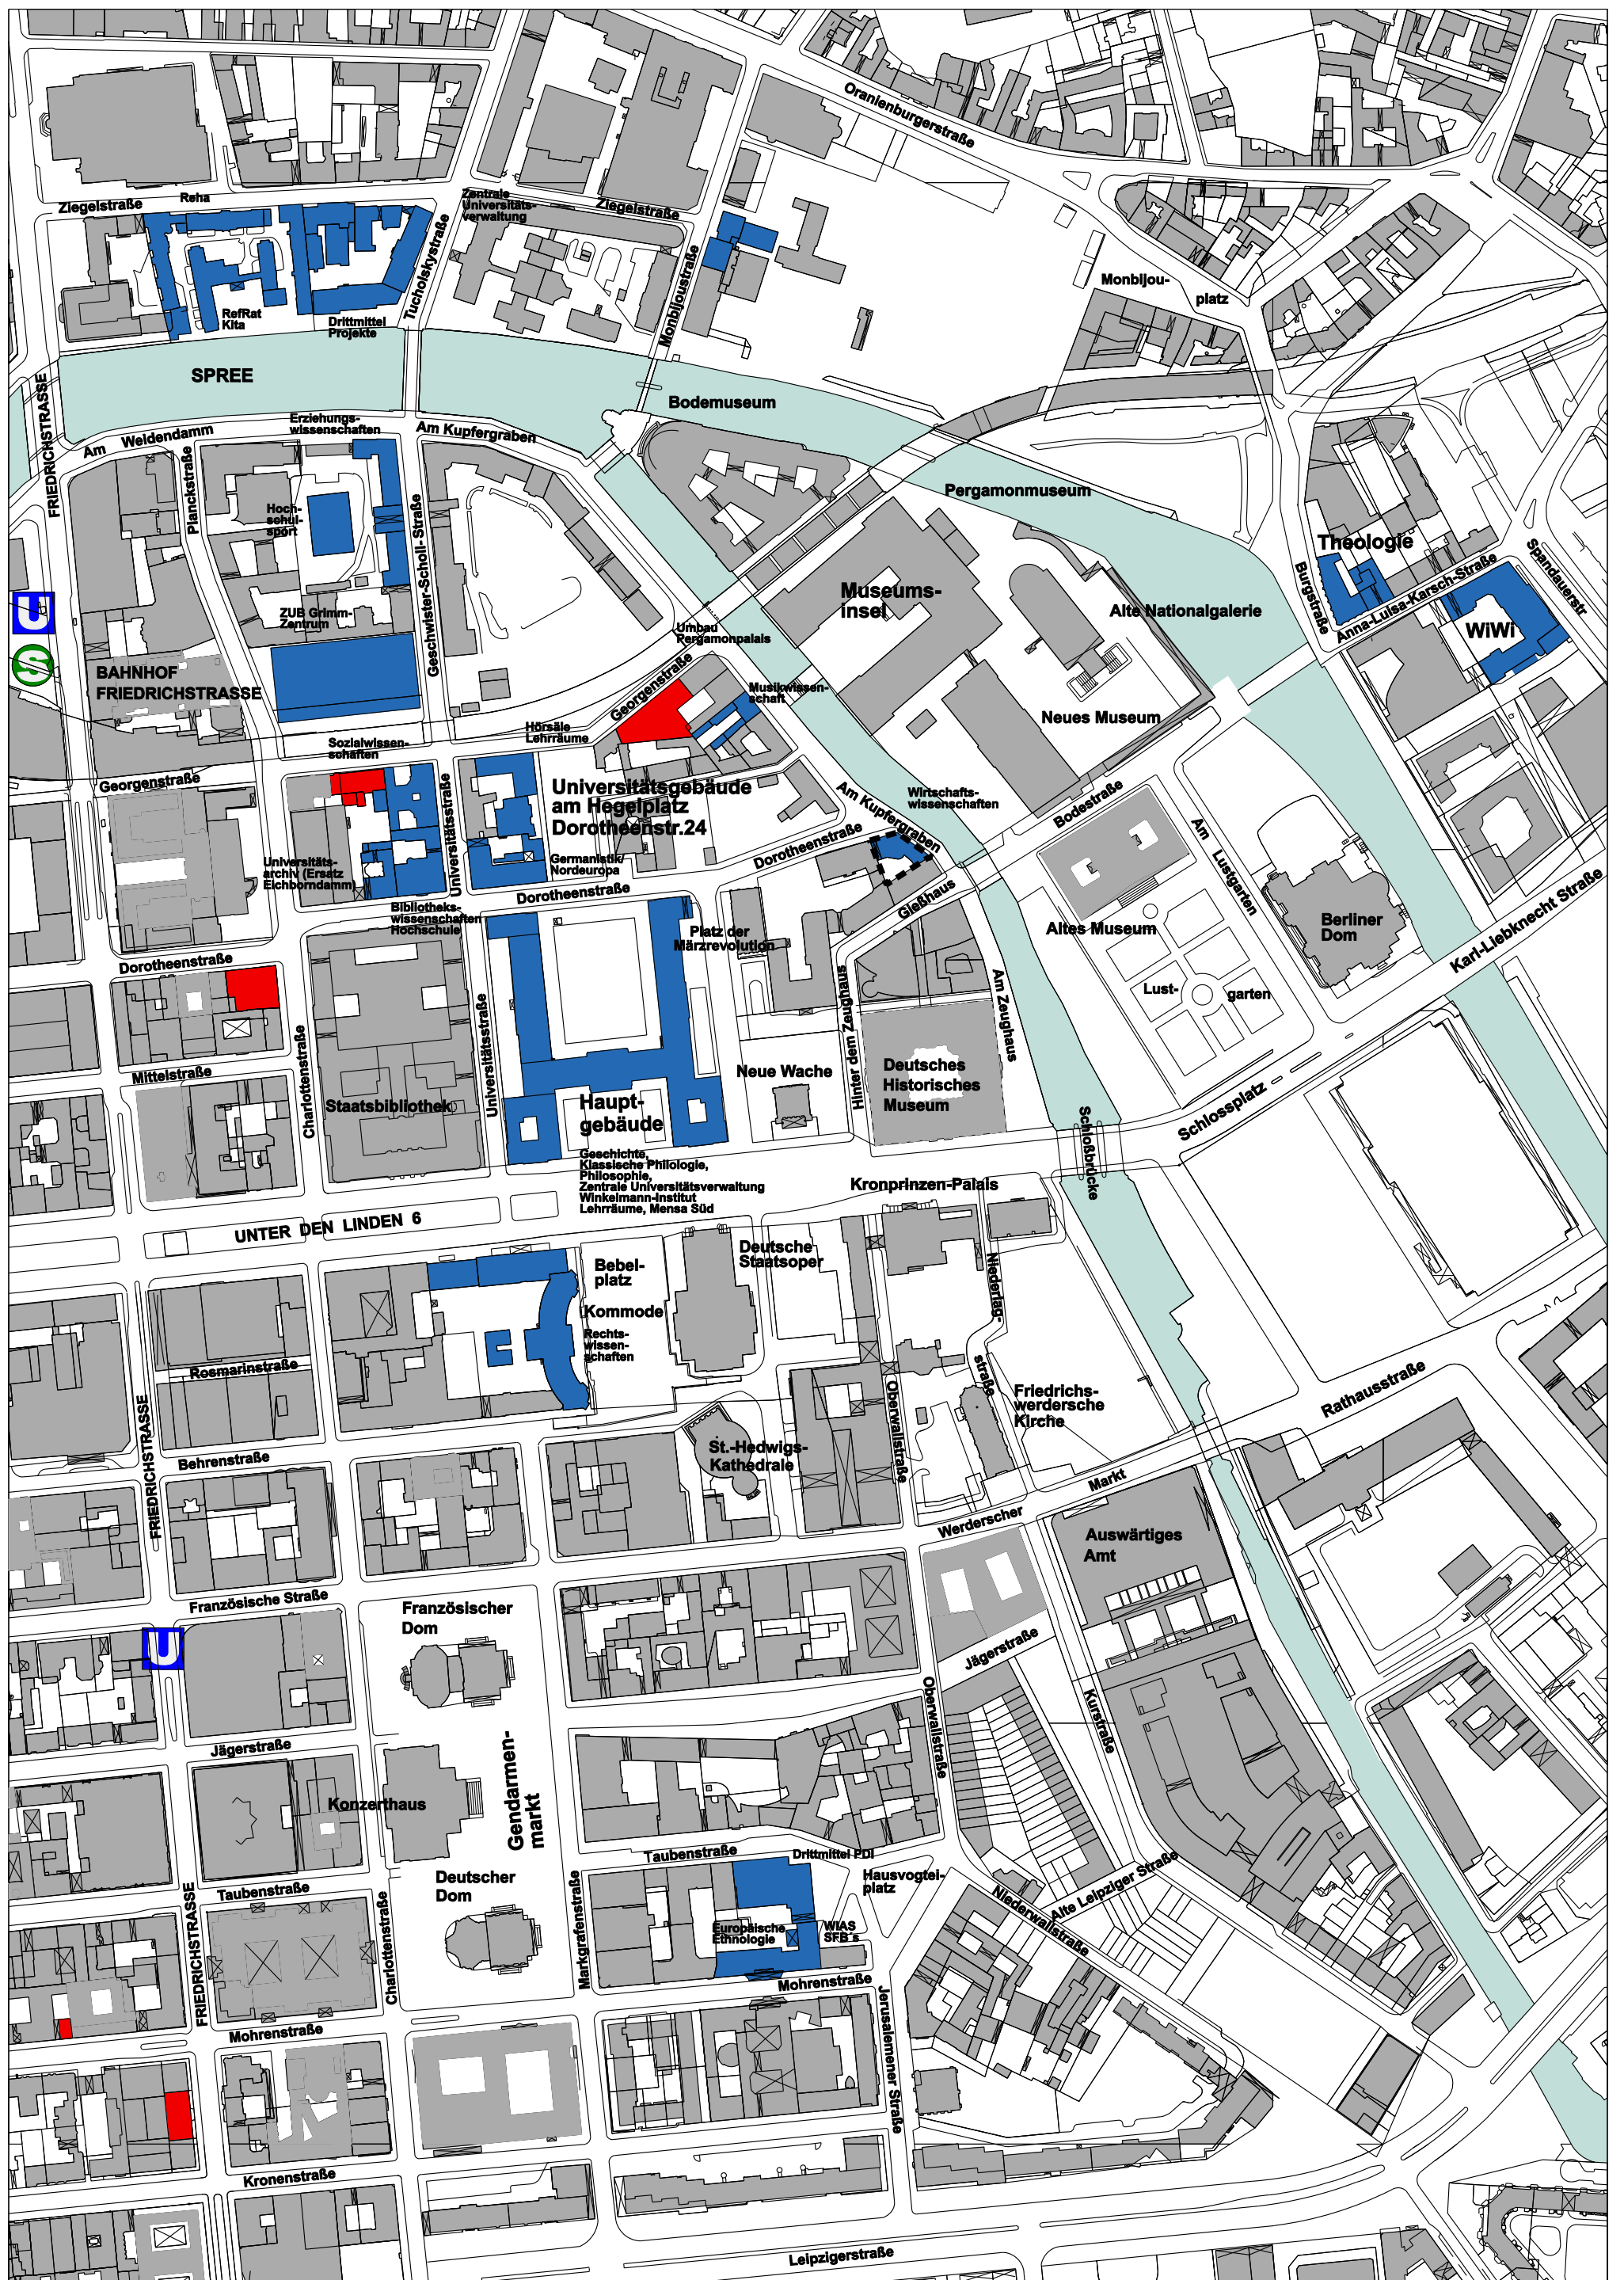 Oranienburgerstraße
Reha
Ziegelstraße
Zentrale
Universitäts-
verwaltung
Ziegelstraße
Tucholskystraße
Monbijoustraße
Monbijou-
platz
RefRat
Kita
Drittmittel
Projekte
SPREE
FRIEDRICHSTRASSE
Bodemuseum
Erziehungs-
wissenschaften
Am Weidendamm
Am Kupfergraben
Planckstraße
Pergamonmuseum
Hoch-
schul-
sport
Geschwister-Scholl-Straße
Theologie
Spandauerstr
Burgstraße
Anna-Luisa-Karsch-Straße
WiWi
Museums-
insel
Alte Nationalgalerie
U
S
ZUB Grimm-
Zentrum
Umbau
Pergamonpalais
BAHNHOF
FRIEDRICHSTRASSE
Georgenstraße
Musikwissen-
schaft
Neues Museum
Hörsäle
Lehrräume
Sozialwissen-
schaften
Georgenstraße
Universitätsgebäude
am Hegelplatz
Dorotheenstr.24
Universitätsstraße
Am Kupfergraben
Wirtschafts-
wissenschaften
Bodestraße
Am Lustgarten
Universitäts-
archiv (Ersatz
Eichborndamm)
Germanistik/
Nordeuropa
Dorotheenstraße
Dorotheenstraße
Gießhaus
Karl-Liebknecht Straße
Bibliotheks-
wissenschaften
Hochschule
Platz der
Märzrevolution
Altes Museum
Berliner
Dom
Dorotheenstraße
Lust-
garten
Am Zeughaus
Hinter dem Zeughaus
Universitätsstraße
Charlottenstraße
Mittelstraße
Staatsbibliothek
Haupt-
gebäude
Neue Wache
Deutsches
Historisches
Museum
Schlossplatz
Schloßbrücke
Geschichte,
Klassische Philologie,
Philosophie,
Zentrale Universitätsverwaltung
Winkelmann-Institut
Lehrräume, Mensa Süd
Kronprinzen-Palais
UNTER DEN LINDEN 6
Bebel-
platz
Deutsche
Staatsoper
Niederlag-
straße
Kommode
Rechts-
wissen-
schaften
Rosmarinstraße
FRIEDRICHSTRASSE
Oberwallstraße
Friedrichs-
werdersche
Kirche
Rathausstraße
Behrenstraße
St.-Hedwigs-
Kathedrale
Werderscher
Markt
Auswärtiges
Amt
Französische Straße
Französischer
Dom
U
Jägerstraße
Oberwallstraße
Kurstraße
Jägerstraße
Gendarmen-
markt
Konzerthaus
Taubenstraße
Drittmittel PDI
Hausvogtei-
platz
Alte Leipziger Straße
Niederwallstraße
Deutscher
Dom
Taubenstraße
Charlottenstraße
FRIEDRICHSTRASSE
Markgrafenstraße
Europäische
Ethnologie
WIAS
SFB´s
Mohrenstraße
Mohrenstraße
Jerusalemener Straße
Kronenstraße
Leipzigerstraße